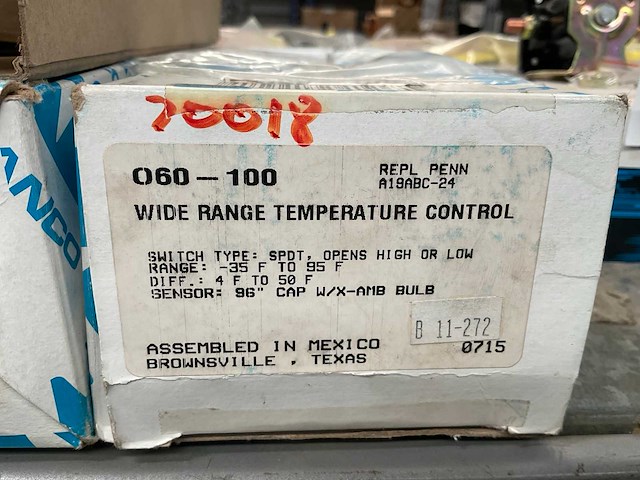 20018
060-100
REPL PENN
A19ABC-24
WIDE RANGE TEMPERATURE CONTROL
SWITCH TYPE: SPDT, OPENS HIGH OR LOW
RANGE: -35 F TO 95 F
DIFF.: 4 F TO 50 F
SENSOR: 96" CAP W/X-AMB BULB
B 11-272
ASSEMBLED IN MEXICO 0715
BROWNSVILLE , TEXAS
ANCO